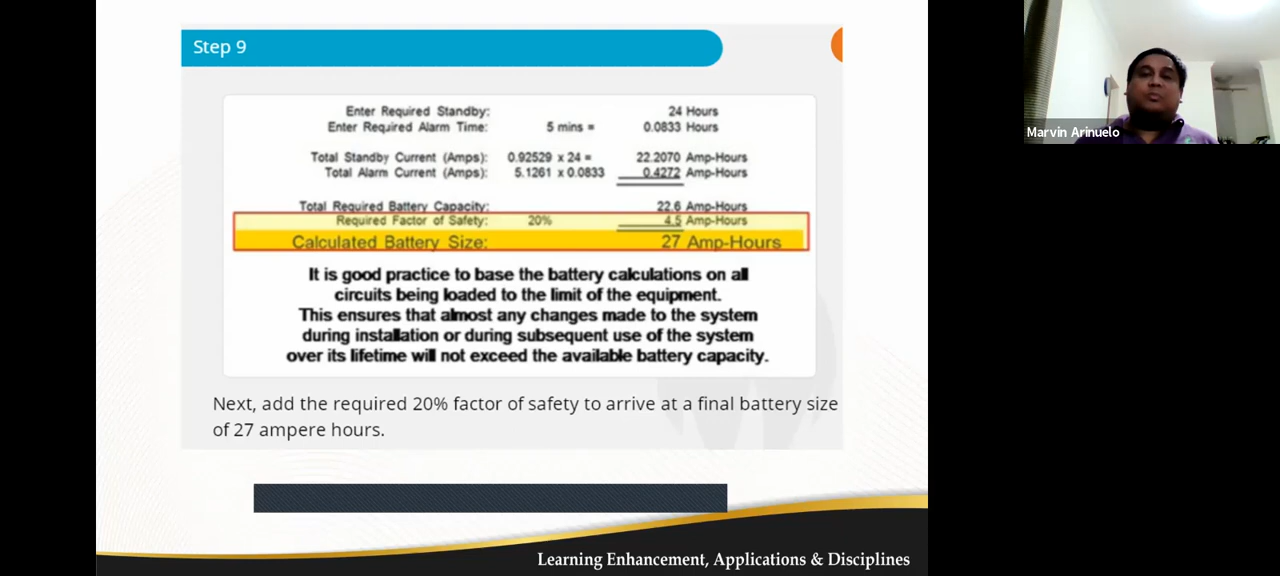 Step 9
Enter Required Standby: 24 Hours
Enter Required Alarm Time: 5 mins = 0.0833 Hours
Total Standby Current (Amps): 0.92529 x 24 = 22.2070 Amp-Hours
Total Alarm Current (Amps): 5.1261 x 0.0833 0.4272 Amp-Hours
Total Required Battery Capacity: 22.6 Amp-Hours
Required Factor of Safety: 20% 4.5 Amp-Hours
Calculated Battery Size: 27 Amp-Hours
It is good practice to base the battery calculations on all
circuits being loaded to the limit of the equipment.
This ensures that almost any changes made to the system
during installation or during subsequent use of the system
over its lifetime will not exceed the available battery capacity.
Next, add the required 20% factor of safety to arrive at a final battery size
of 27 ampere hours.
Learning Enhancement, Applications & Disciplines
Marvin Arinuelo